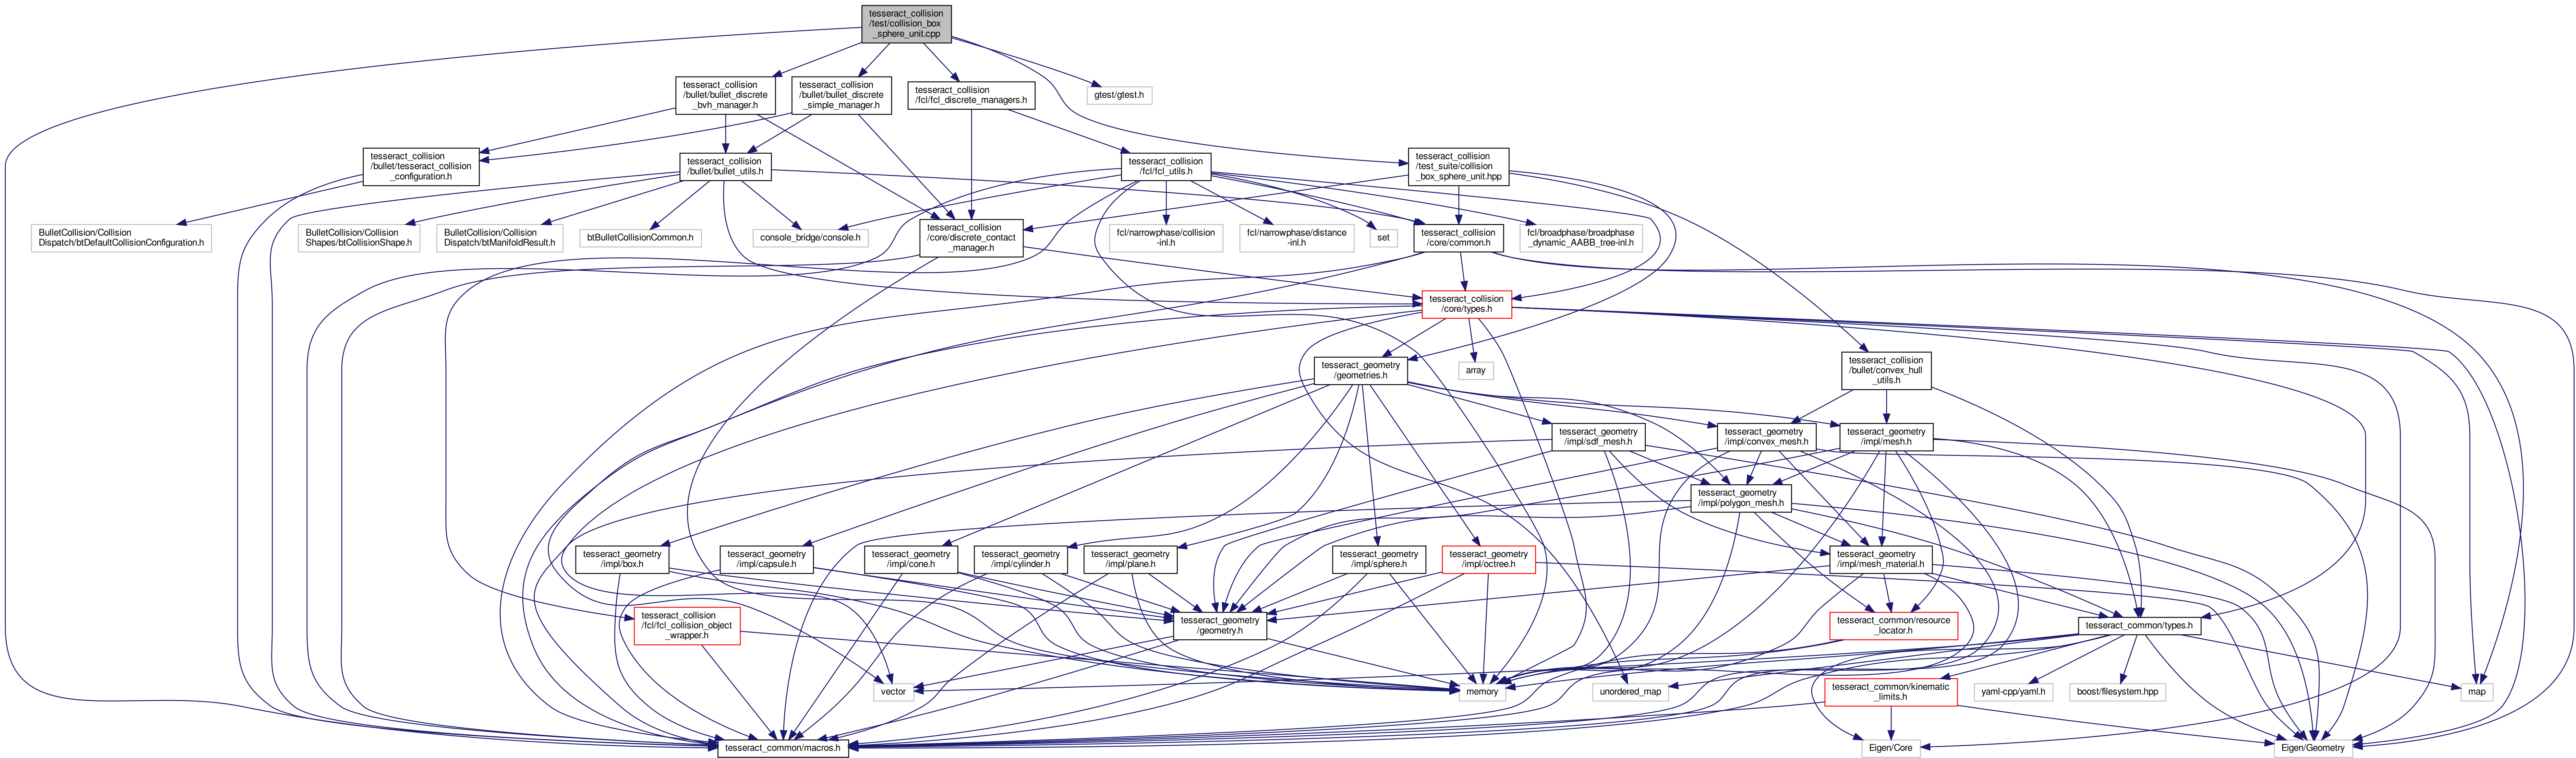 tesseract_collision
/test/collision_box
_sphere_unit.cpp
tesseract_collision
/bullet/bullet_discrete
_bvh_manager.h
tesseract_collision
/bullet/bullet_discrete
_simple_manager.h
tesseract_collision
/fcl/fcl_discrete_managers.h
gtest/gtest.h
tesseract_collision
/bullet/tesseract_collision
_configuration.h
tesseract_collision
/bullet/bullet_utils.h
tesseract_collision
/fcl/fcl_utils.h
tesseract_collision
/test_suite/collision
_box_sphere_unit.hpp
BulletCollision/Collision
Dispatch/btDefaultCollisionConfiguration.h
BulletCollision/Collision
Shapes/btCollisionShape.h
BulletCollision/Collision
Dispatch/btManifoldResult.h
btBulletCollisionCommon.h
console_bridge/console.h
tesseract_collision
/core/discrete_contact
_manager.h
fcl/narrowphase/collision
-inl.h
fcl/narrowphase/distance
-inl.h
set
tesseract_collision
/core/common.h
fcl/broadphase/broadphase
_dynamic_AABB_tree-inl.h
tesseract_collision
/core/types.h
tesseract_geometry
/geometries.h
array
tesseract_collision
/bullet/convex_hull
_utils.h
tesseract_geometry
/impl/sdf_mesh.h
tesseract_geometry
/impl/convex_mesh.h
tesseract_geometry
/impl/mesh.h
tesseract_geometry
/impl/polygon_mesh.h
tesseract_geometry
/impl/box.h
tesseract_geometry
/impl/capsule.h
tesseract_geometry
/impl/cone.h
tesseract_geometry
/impl/cylinder.h
tesseract_geometry
/impl/plane.h
tesseract_geometry
/impl/sphere.h
tesseract_geometry
/impl/octree.h
tesseract_geometry
/impl/mesh_material.h
tesseract_collision
/fcl/fcl_collision_object
_wrapper.h
tesseract_geometry
/geometry.h
tesseract_common/resource
_locator.h
tesseract_common/types.h
vector
memory
unordered_map
tesseract_common/kinematic
_limits.h
yaml-cpp/yaml.h
boost/filesystem.hpp
map
tesseract_common/macros.h
Eigen/Core
Eigen/Geometry